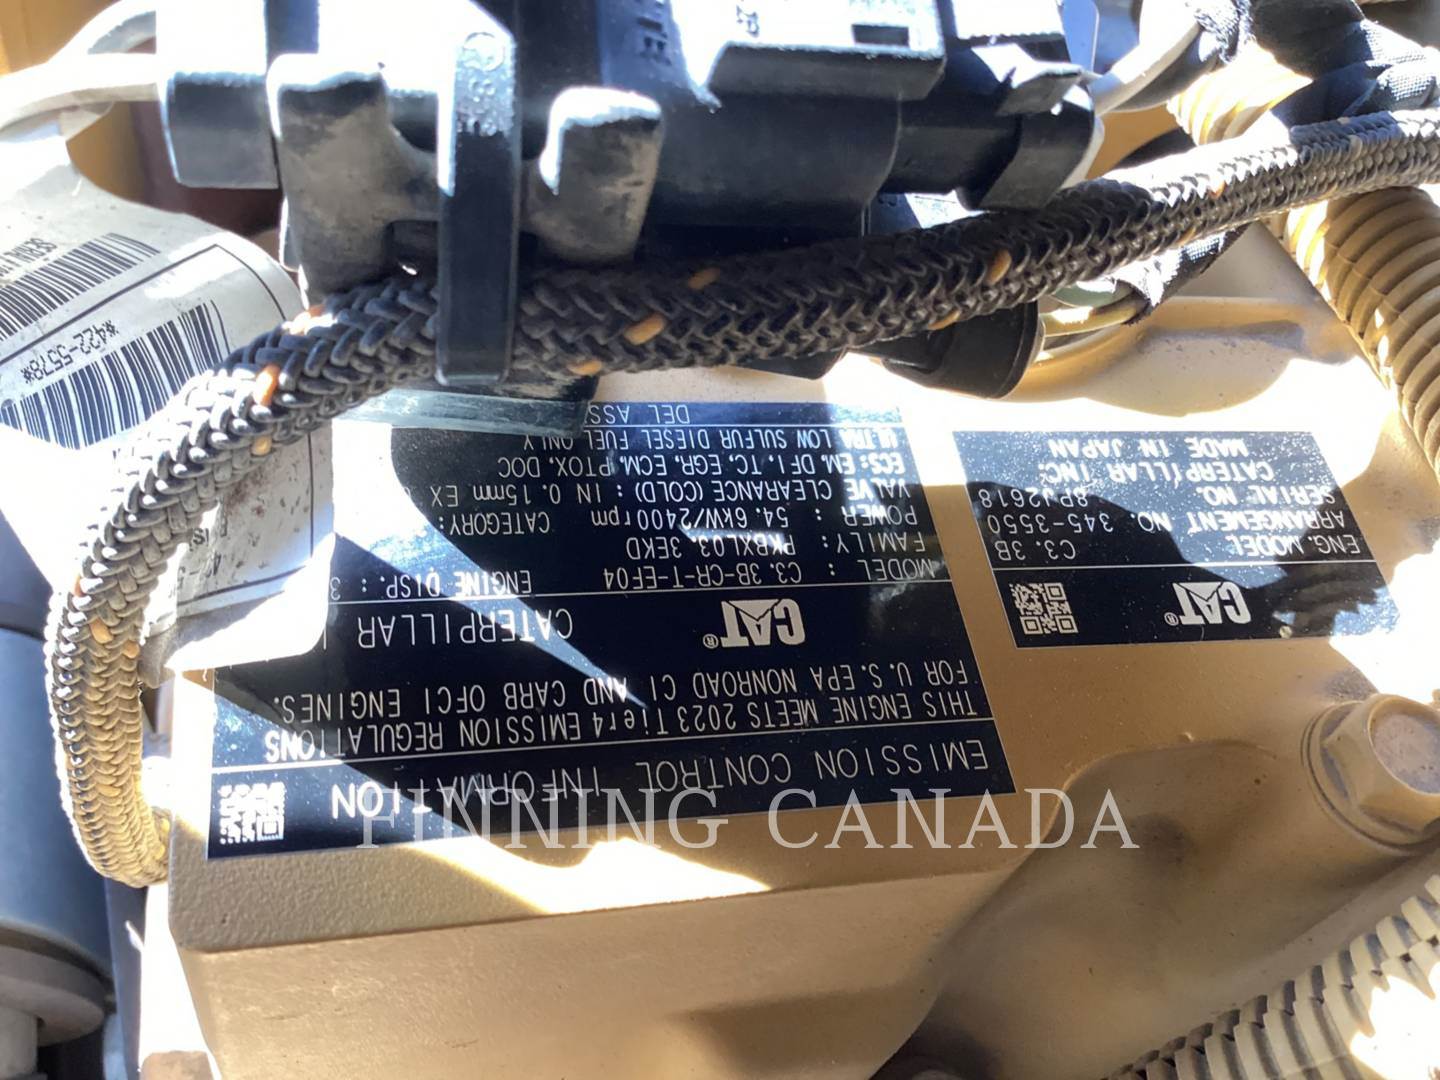 EMISSION CONTROL INFORMATION
THIS ENGINE MEETS 2023 Tier4 EMISSION REGULATIONS
FOR U.S. EPA NONROAD CI AND CARB OFCI ENGINES.
CAT® CATERPILLAR
MODEL : C3.3B-CR-T-EF04 ENGINE DISP. : 3
FAMILY: PKBXL03.3EKD
POWER : 54.6kW/2400rpm CATEGORY:
VALVE CLEARANCE (COLD) : IN 0.15mm EX
ECS: EM, DFI, TC, EGR, ECM, PTOX, DOC
ULTRA LOW SULFUR DIESEL FUEL ONLY
DEL ASS
CAT®
ENG. MODEL C3.3B
ARRANGEMENT NO. 345-3550
SERIAL NO. 8PJ2618
CATERPILLAR INC.
MADE IN JAPAN
*422-5578*
FINNING CANADA